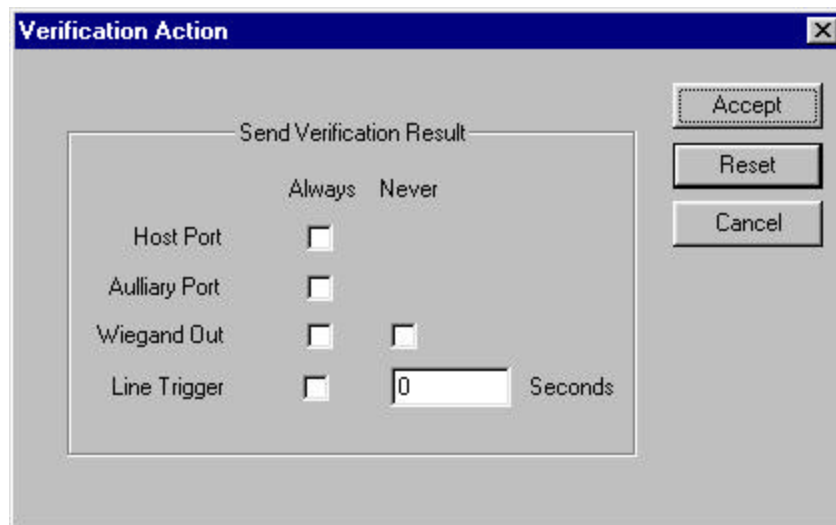 Verification Action
Accept
Send Verification Result
Reset
Always Never
Cancel
Host Port
Aulliary Port
Wiegand Out
Line Trigger 0 Seconds